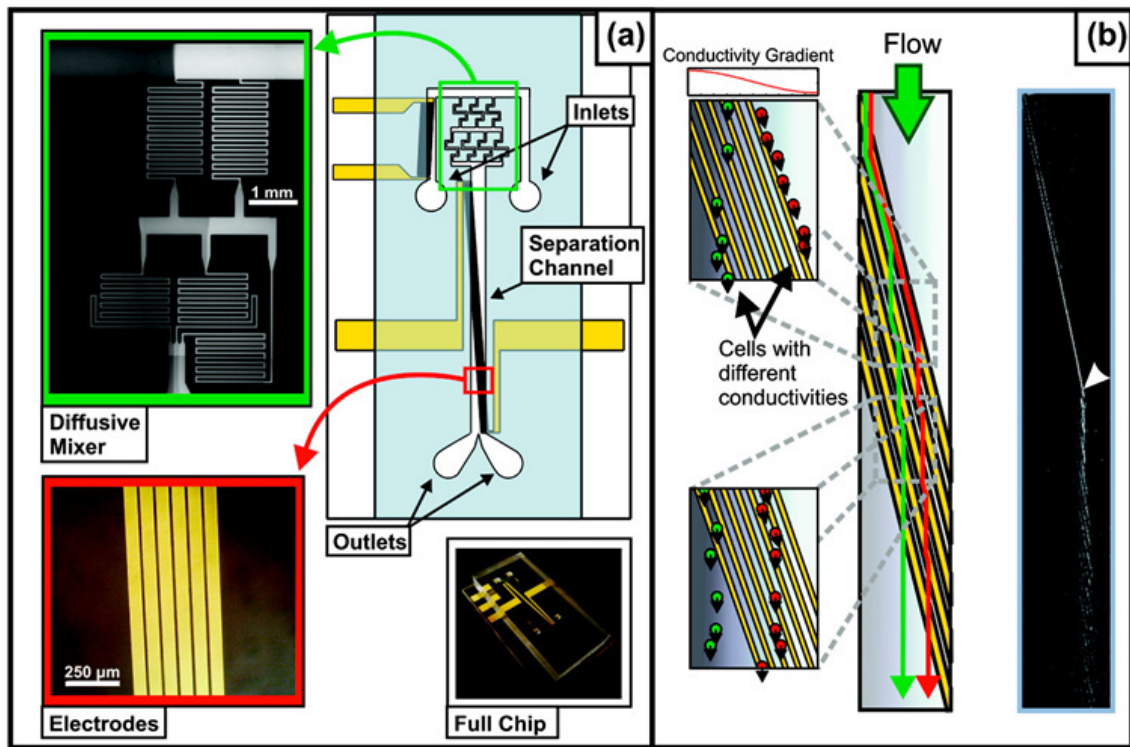 (a)
1 mm
Diffusive
Mixer
Inlets
Separation
Channel
Outlets
250 µm
Electrodes
Full Chip
(b)
Flow
Conductivity Gradient
Cells with
different
conductivities